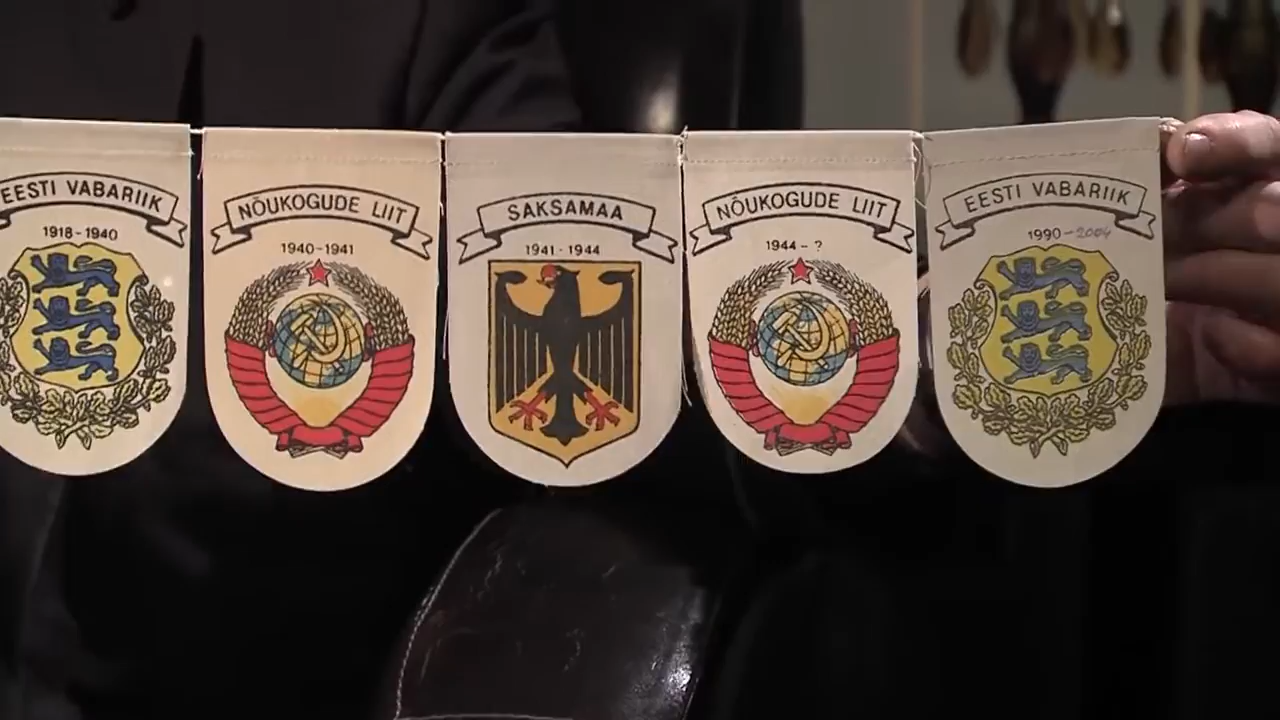 EESTI VABARIIK
1918-1940
NÕUKOGUDE LIIT
1940-1941
SAKSAMAA
1941-1944
NÕUKOGUDE LIIT
1944-?
EESTI VABARIIK
1990-2004